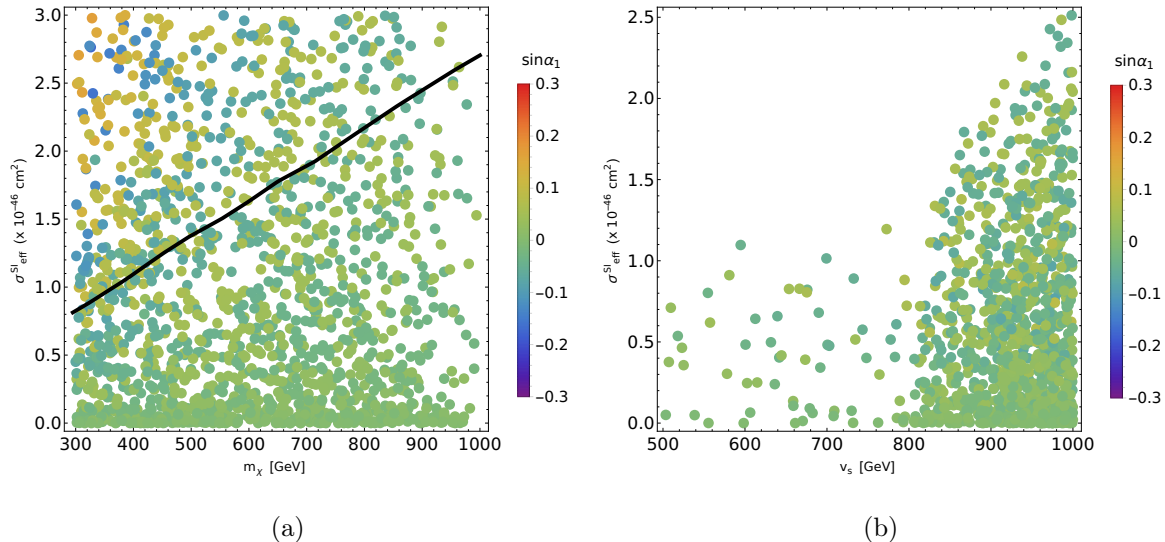 3.0
2.5
2.0
1.5
1.0
0.5
0.0
σ^SI_eff (x 10^−46 cm^2)
300 400 500 600 700 800 900 1000
m_χ [GeV]
sinα_1
0.3
0.2
0.1
0
−0.1
−0.2
−0.3
(a)
2.5
2.0
1.5
1.0
0.5
0.0
σ^SI_eff (x 10^−46 cm^2)
500 600 700 800 900 1000
v_s [GeV]
sinα_1
0.3
0.2
0.1
0
−0.1
−0.2
−0.3
(b)